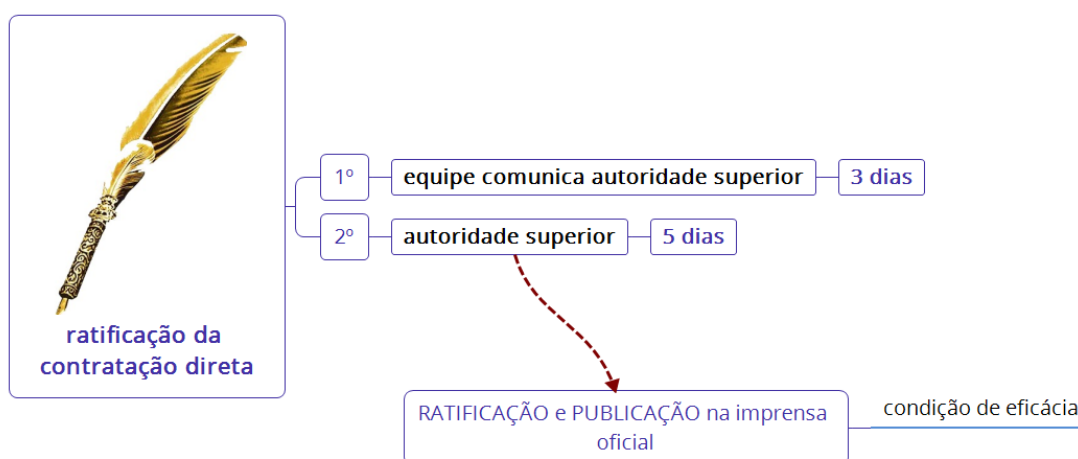 ratificação da
contratação direta
1º
equipe comunica autoridade superior
3 dias
2º
autoridade superior
5 dias
RATIFICAÇÃO e PUBLICAÇÃO na imprensa
oficial
condição de eficácia